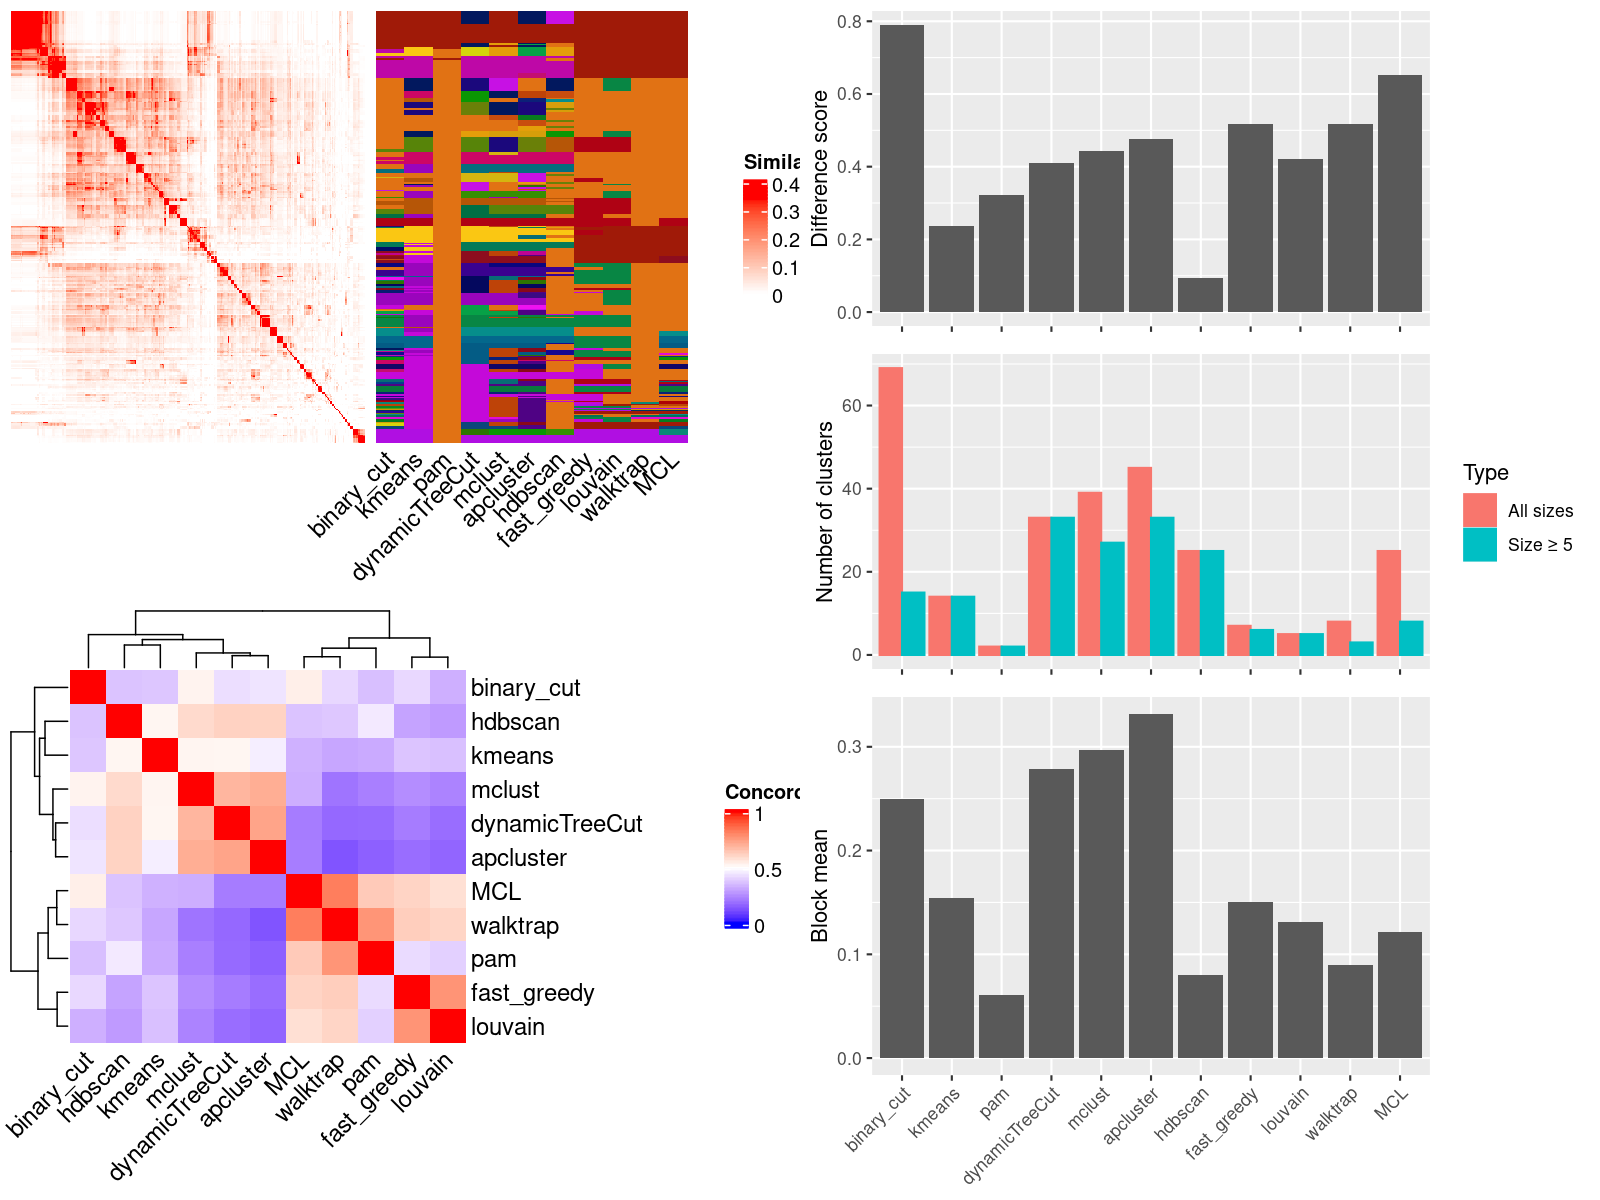 Simila
0.4
0.3
0.2
0.1
0
binary_cut
kmeans
pam
dynamicTreeCut
mclust
apcluster
hdbscan
fast_greedy
louvain
walktrap
MCL
Difference score
0.8
0.6
0.4
0.2
0.0
Number of clusters
60
40
20
0
Type
All sizes
Size ≥ 5
binary_cut
hdbscan
kmeans
mclust
dynamicTreeCut
apcluster
MCL
walktrap
pam
fast_greedy
louvain
binary_cut
hdbscan
kmeans
mclust
dynamicTreeCut
apcluster
MCL
walktrap
pam
fast_greedy
louvain
Concord
1
0.5
0
Block mean
0.3
0.2
0.1
0.0
binary_cut
kmeans
pam
dynamicTreeCut
mclust
apcluster
hdbscan
fast_greedy
louvain
walktrap
MCL